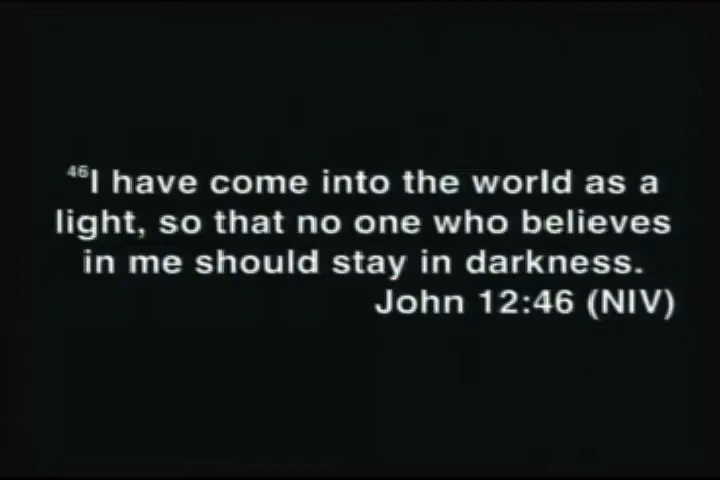 ⁴⁶I have come into the world as a
light, so that no one who believes
in me should stay in darkness.
John 12:46 (NIV)